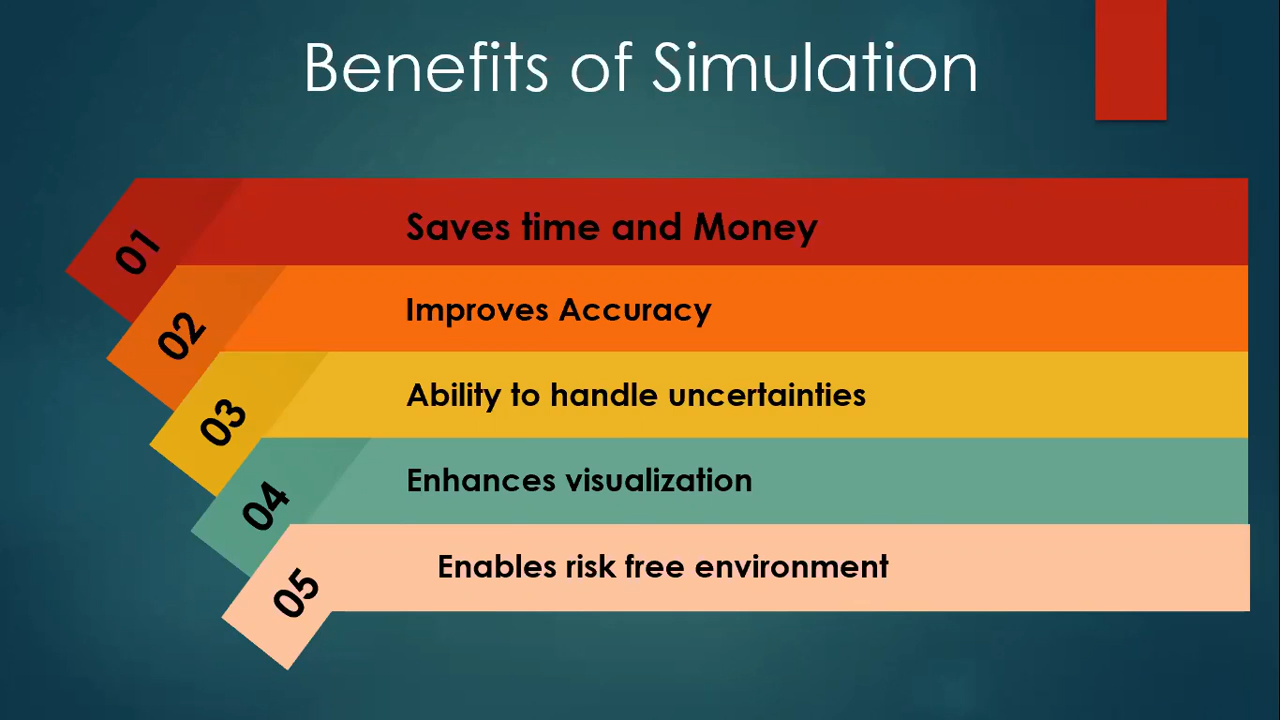 Benefits of Simulation
01
Saves time and Money
02
Improves Accuracy
03
Ability to handle uncertainties
04
Enhances visualization
05
Enables risk free environment